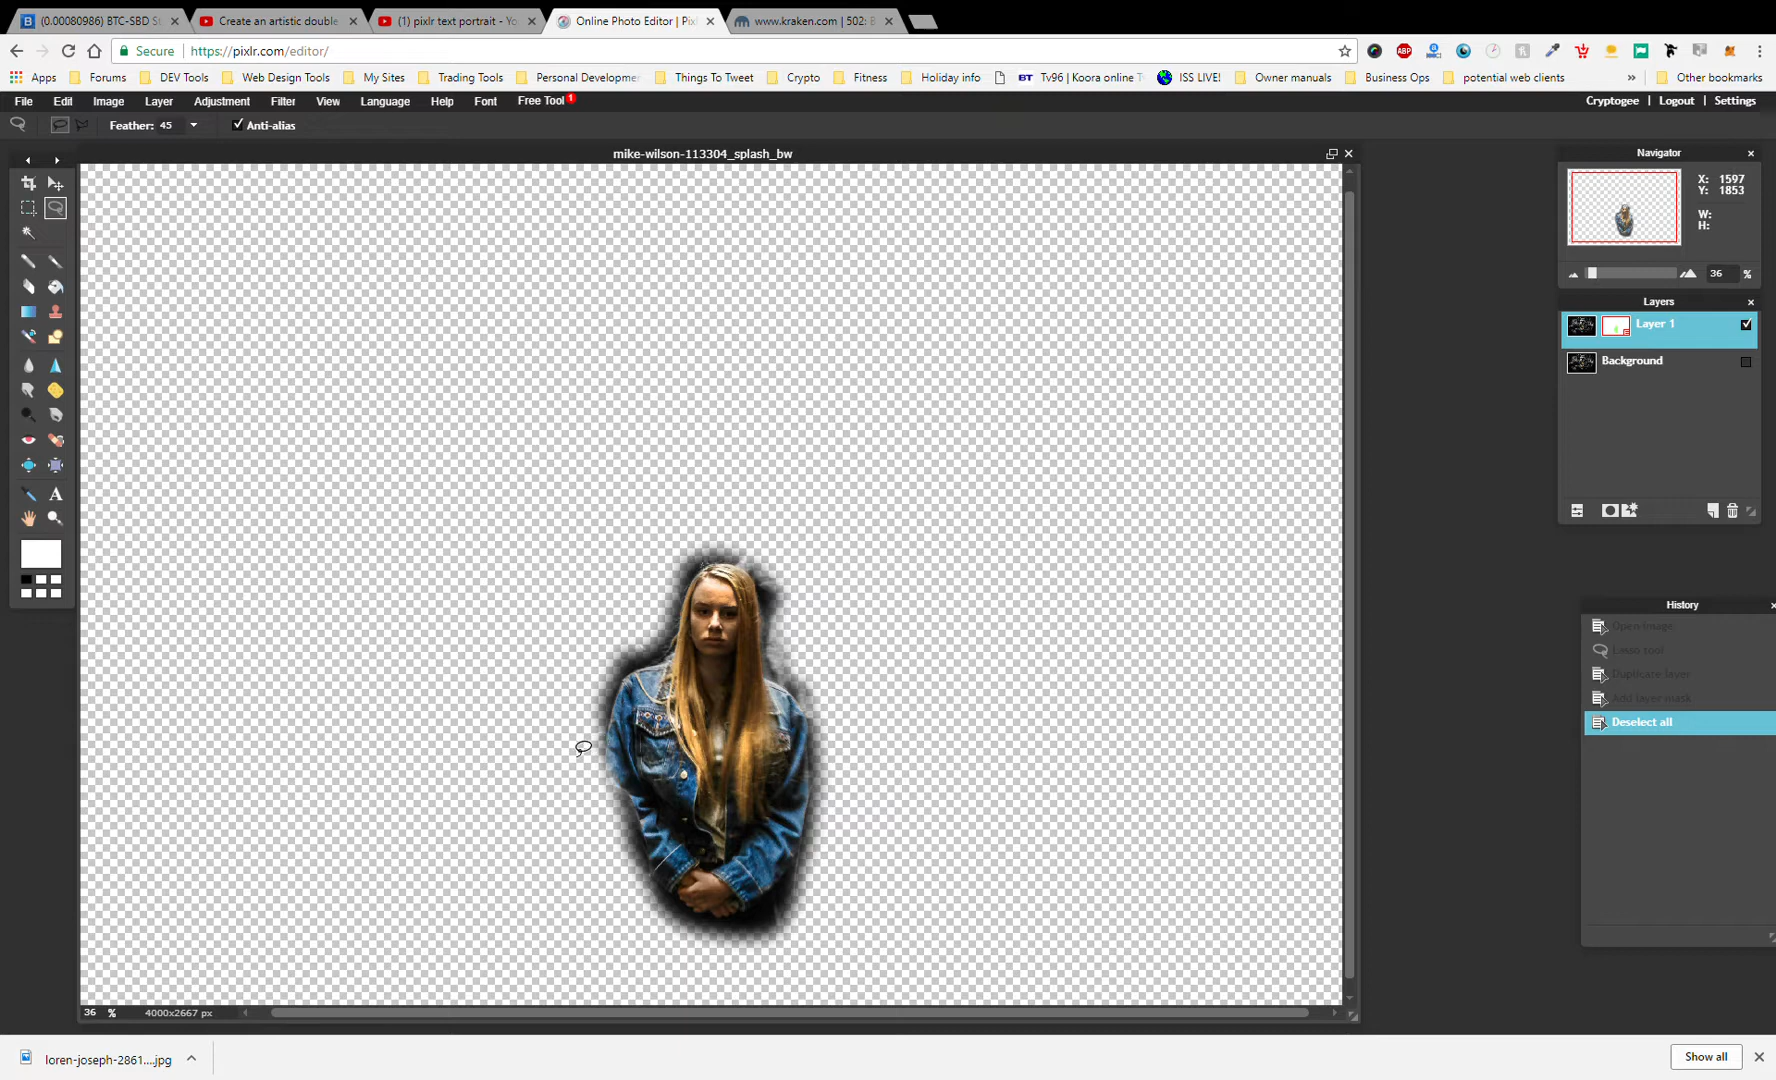 (0.00080986) BTC-SBD St
Create an artistic double
(1) pixlr text portrait - Yo
Online Photo Editor | Pixl
www.kraken.com | 502: B
Secure https://pixlr.com/editor/
Apps Forums DEV Tools Web Design Tools My Sites Trading Tools Personal Developme Things To Tweet Crypto Fitness Holiday info BT Tv96 | Koora online T ISS LIVE! Owner manuals Business Ops potential web clients » Other bookmarks
File Edit Image Layer Adjustment Filter View Language Help Font Free Tool 1 Cryptogee | Logout | Settings
Feather: 45 Anti-alias
mike-wilson-113304_splash_bw
Navigator
X: 1597
Y: 1853
W:
H:
36 %
Layers
Layer 1
Background
A
History
Open image
Lasso tool
Duplicate layer
Add layer mask
Deselect all
36 % 4000x2667 px
loren-joseph-2861....jpg
Show all